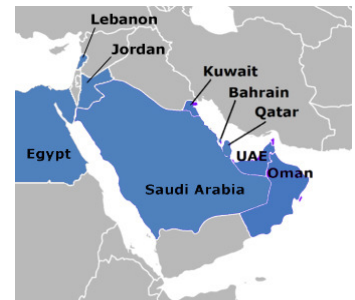 Lebanon
Jordan
Kuwait
Bahrain
Qatar
Egypt
UAE
Oman
Saudi Arabia